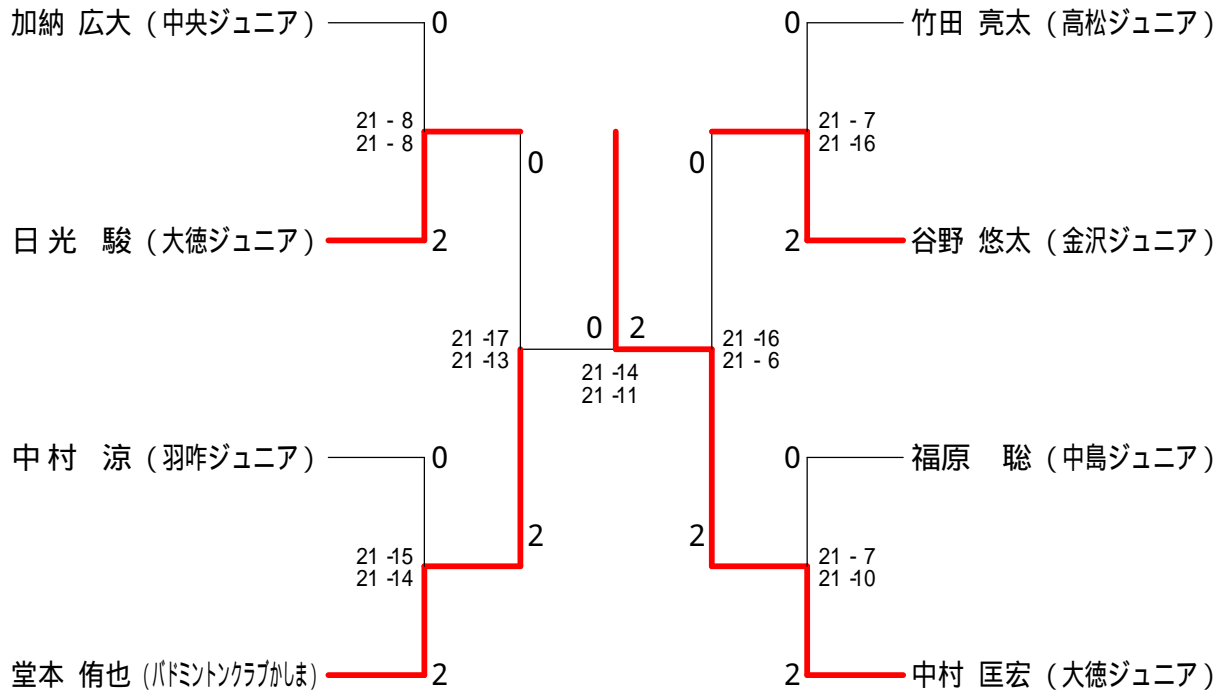 加納 広大 (中央ジュニア)
0
0
竹田 亮太 (高松ジュニア)
21 - 8
21 - 8
0
0
21 - 7
21 -16
日光 駿 (大徳ジュニア)
2
2
谷野 悠太 (金沢ジュニア)
21 -17
21 -13
0 2
21 -14
21 -11
21 -16
21 - 6
中村 涼 (羽咋ジュニア)
0
0
福原 聡 (中島ジュニア)
21 -15
21 -14
2
2
21 - 7
21 -10
堂本 侑也 (バドミントンクラブかしま)
2
2
中村 匡宏 (大徳ジュニア)